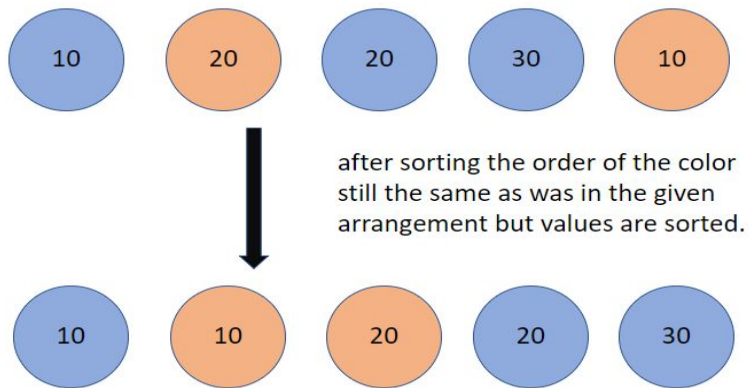 10 20 20 30 10
after sorting the order of the color
still the same as was in the given
arrangement but values are sorted.
10 10 20 20 30